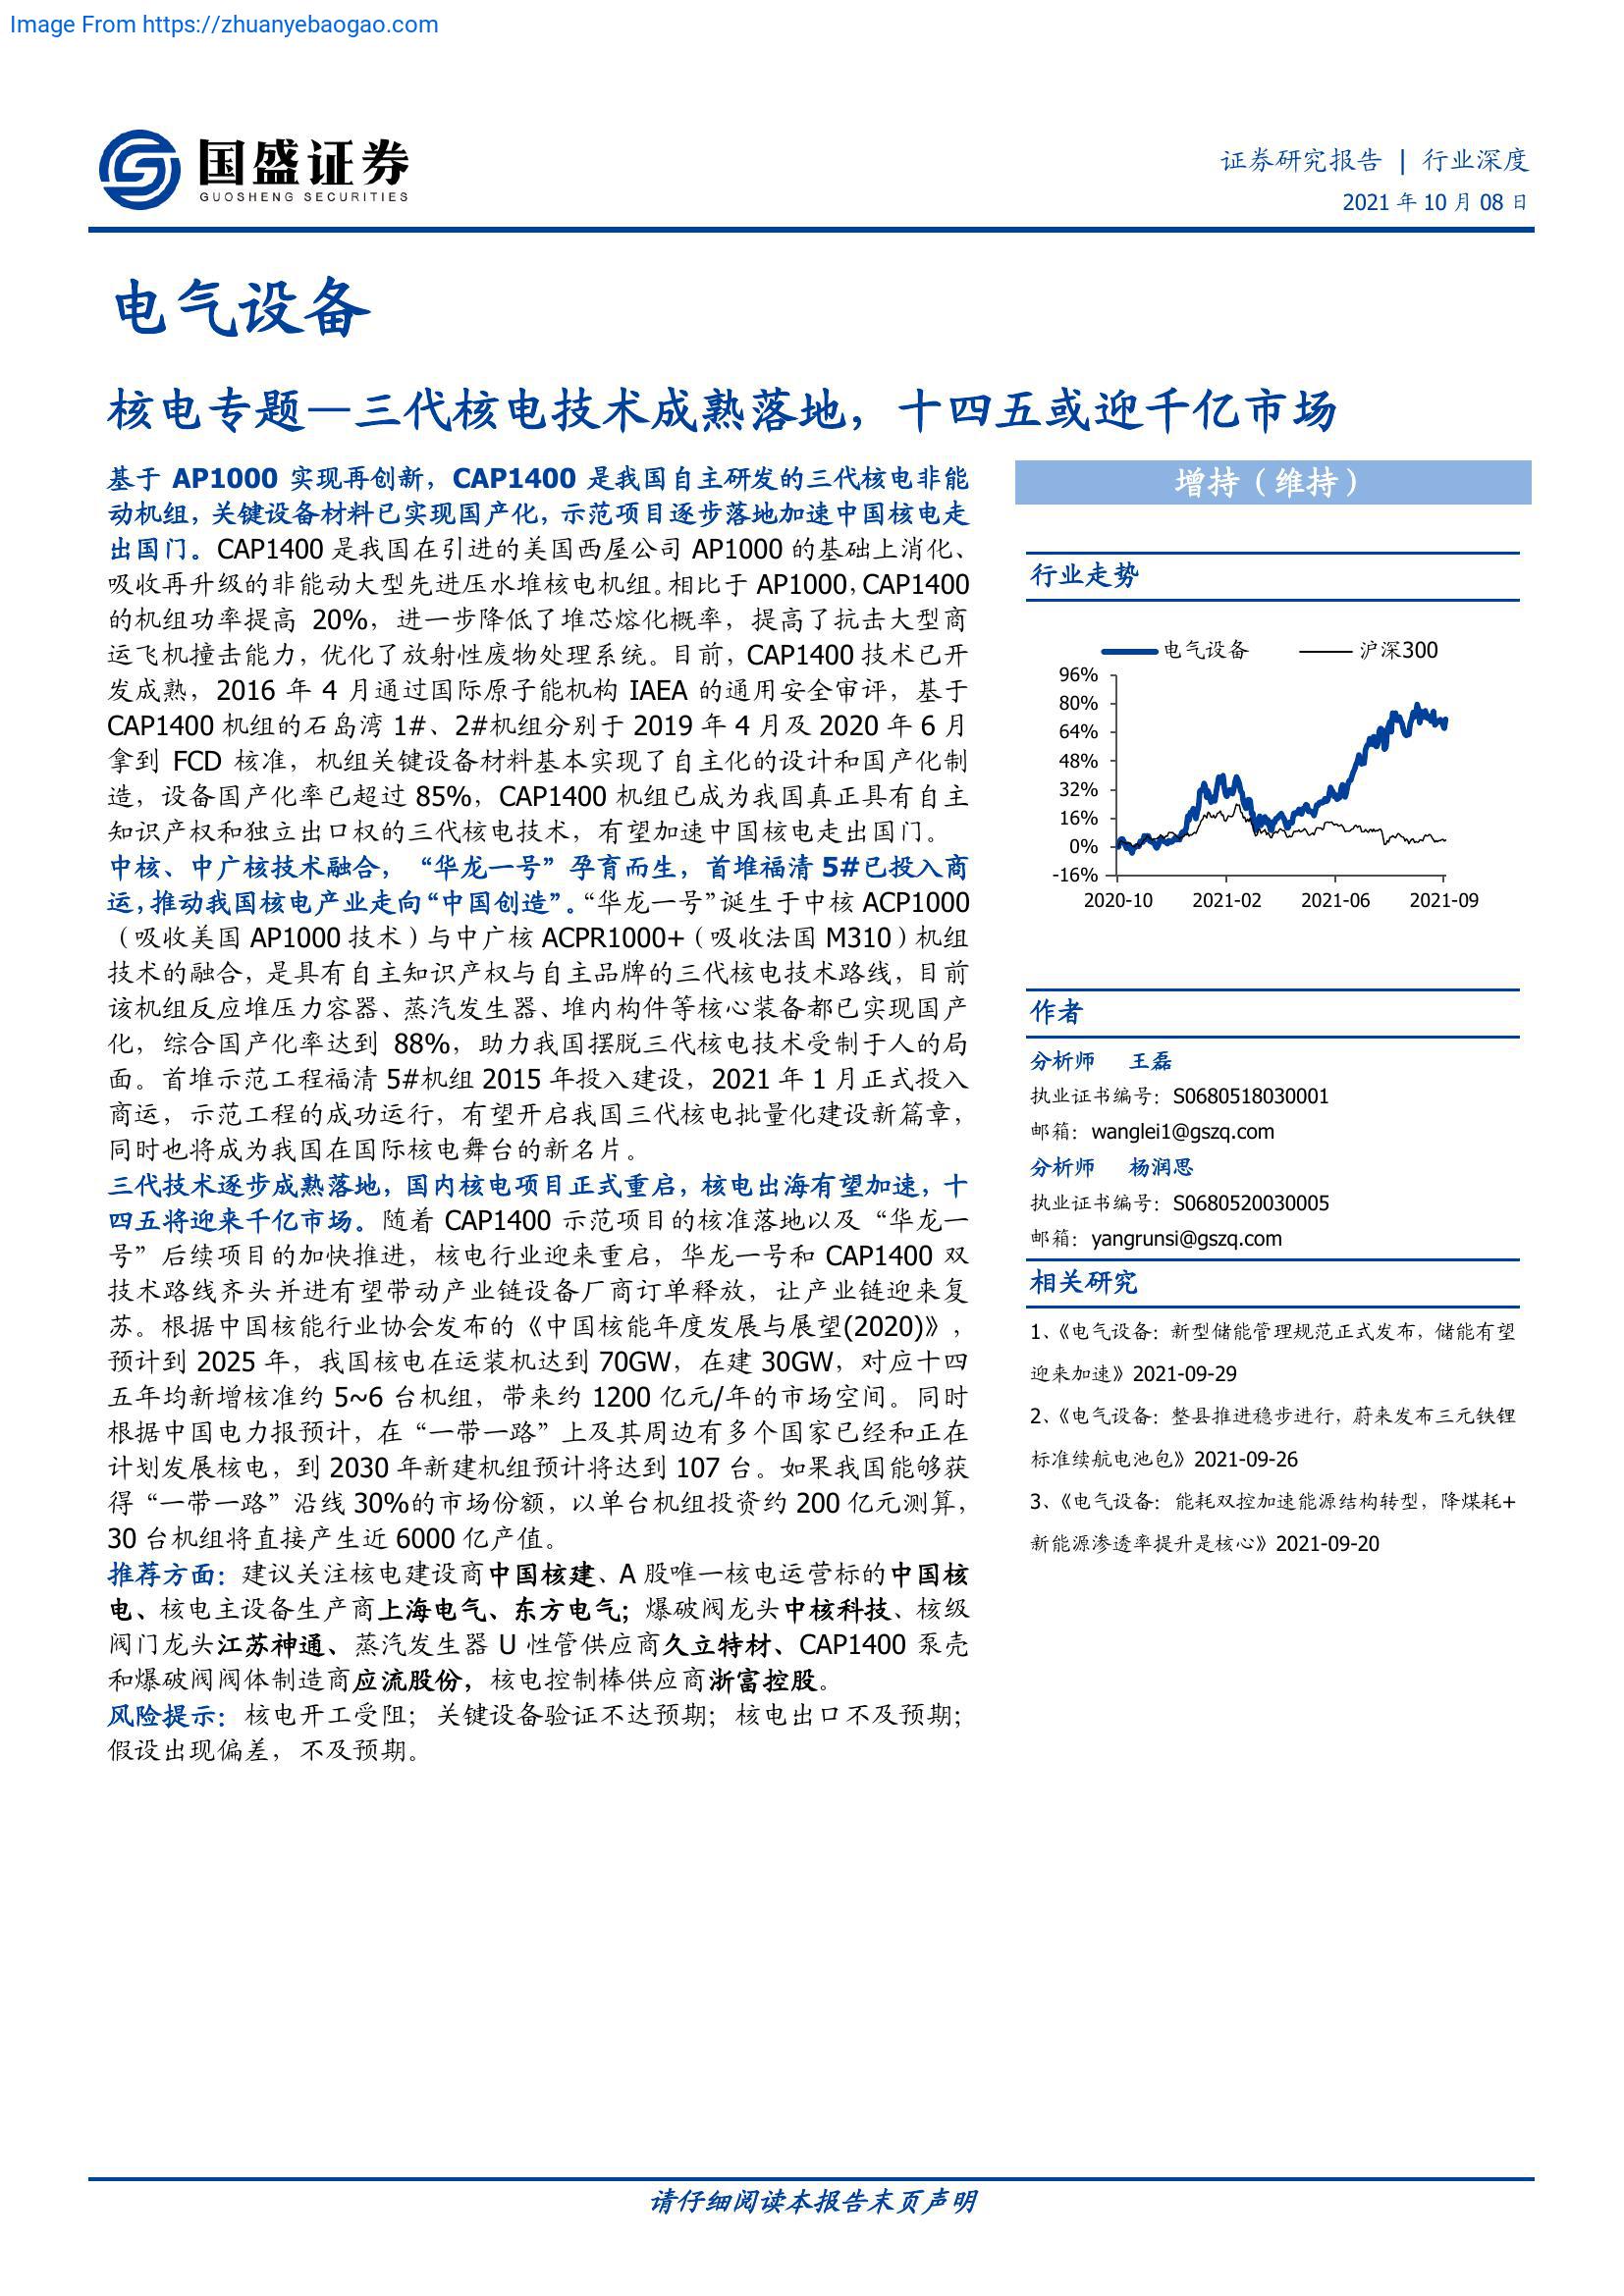 Image From https://zhuanyebaogao.com
国盛证券
GUOSHENG SECURITIES
证券研究报告 | 行业深度
2021 年 10 月 08 日
电气设备
核电专题—三代核电技术成熟落地，十四五或迎千亿市场
基于 AP1000 实现再创新，CAP1400 是我国自主研发的三代核电非能
动机组，关键设备材料已实现国产化，示范项目逐步落地加速中国核电走
出国门。CAP1400 是我国在引进的美国西屋公司 AP1000 的基础上消化、
吸收再升级的非能动大型先进压水堆核电机组。相比于 AP1000，CAP1400
的机组功率提高 20%，进一步降低了堆芯熔化概率，提高了抗击大型商
运飞机撞击能力，优化了放射性废物处理系统。目前，CAP1400 技术已开
发成熟，2016 年 4 月通过国际原子能机构 IAEA 的通用安全审评，基于
CAP1400 机组的石岛湾 1#、2#机组分别于 2019 年 4 月及 2020 年 6 月
拿到 FCD 核准，机组关键设备材料基本实现了自主化的设计和国产化制
造，设备国产化率已超过 85%，CAP1400 机组已成为我国真正具有自主
知识产权和独立出口权的三代核电技术，有望加速中国核电走出国门。
中核、中广核技术融合，“华龙一号”孕育而生，首堆福清 5#已投入商
运，推动我国核电产业走向“中国创造”。“华龙一号”诞生于中核 ACP1000
（吸收美国 AP1000 技术）与中广核 ACPR1000+（吸收法国 M310）机组
技术的融合，是具有自主知识产权与自主品牌的三代核电技术路线，目前
该机组反应堆压力容器、蒸汽发生器、堆内构件等核心装备都已实现国产
化，综合国产化率达到 88%，助力我国摆脱三代核电技术受制于人的局
面。首堆示范工程福清 5#机组 2015 年投入建设，2021 年 1 月正式投入
商运，示范工程的成功运行，有望开启我国三代核电批量化建设新篇章，
同时也将成为我国在国际核电舞台的新名片。
三代技术逐步成熟落地，国内核电项目正式重启，核电出海有望加速，十
四五将迎来千亿市场。随着 CAP1400 示范项目的核准落地以及“华龙一
号”后续项目的加快推进，核电行业迎来重启，华龙一号和 CAP1400 双
技术路线齐头并进有望带动产业链设备厂商订单释放，让产业链迎来复
苏。根据中国核能行业协会发布的《中国核能年度发展与展望(2020)》，
预计到 2025 年，我国核电在运装机达到 70GW，在建 30GW，对应十四
五年均新增核准约 5~6 台机组，带来约 1200 亿元/年的市场空间。同时
根据中国电力报预计，在“一带一路”上及其周边有多个国家已经和正在
计划发展核电，到 2030 年新建机组预计将达到 107 台。如果我国能够获
得“一带一路”沿线 30%的市场份额，以单台机组投资约 200 亿元测算，
30 台机组将直接产生近 6000 亿产值。
推荐方面：建议关注核电建设商中国核建、A 股唯一核电运营标的中国核
电、核电主设备生产商上海电气、东方电气；爆破阀龙头中核科技、核级
阀门龙头江苏神通、蒸汽发生器 U 性管供应商久立特材、CAP1400 泵壳
和爆破阀阀体制造商应流股份，核电控制棒供应商浙富控股。
风险提示：核电开工受阻；关键设备验证不达预期；核电出口不及预期；
假设出现偏差，不及预期。
增持（维持）
行业走势
电气设备 沪深300
96%
80%
64%
48%
32%
16%
0%
-16%
2020-10 2021-02 2021-06 2021-09
作者
分析师 王磊
执业证书编号：S0680518030001
邮箱：wanglei1@gszq.com
分析师 杨润思
执业证书编号：S0680520030005
邮箱：yangrunsi@gszq.com
相关研究
1、《电气设备：新型储能管理规范正式发布，储能有望
迎来加速》2021-09-29
2、《电气设备：整县推进稳步进行，蔚来发布三元铁锂
标准续航电池包》2021-09-26
3、《电气设备：能耗双控加速能源结构转型，降煤耗+
新能源渗透率提升是核心》2021-09-20
请仔细阅读本报告末页声明